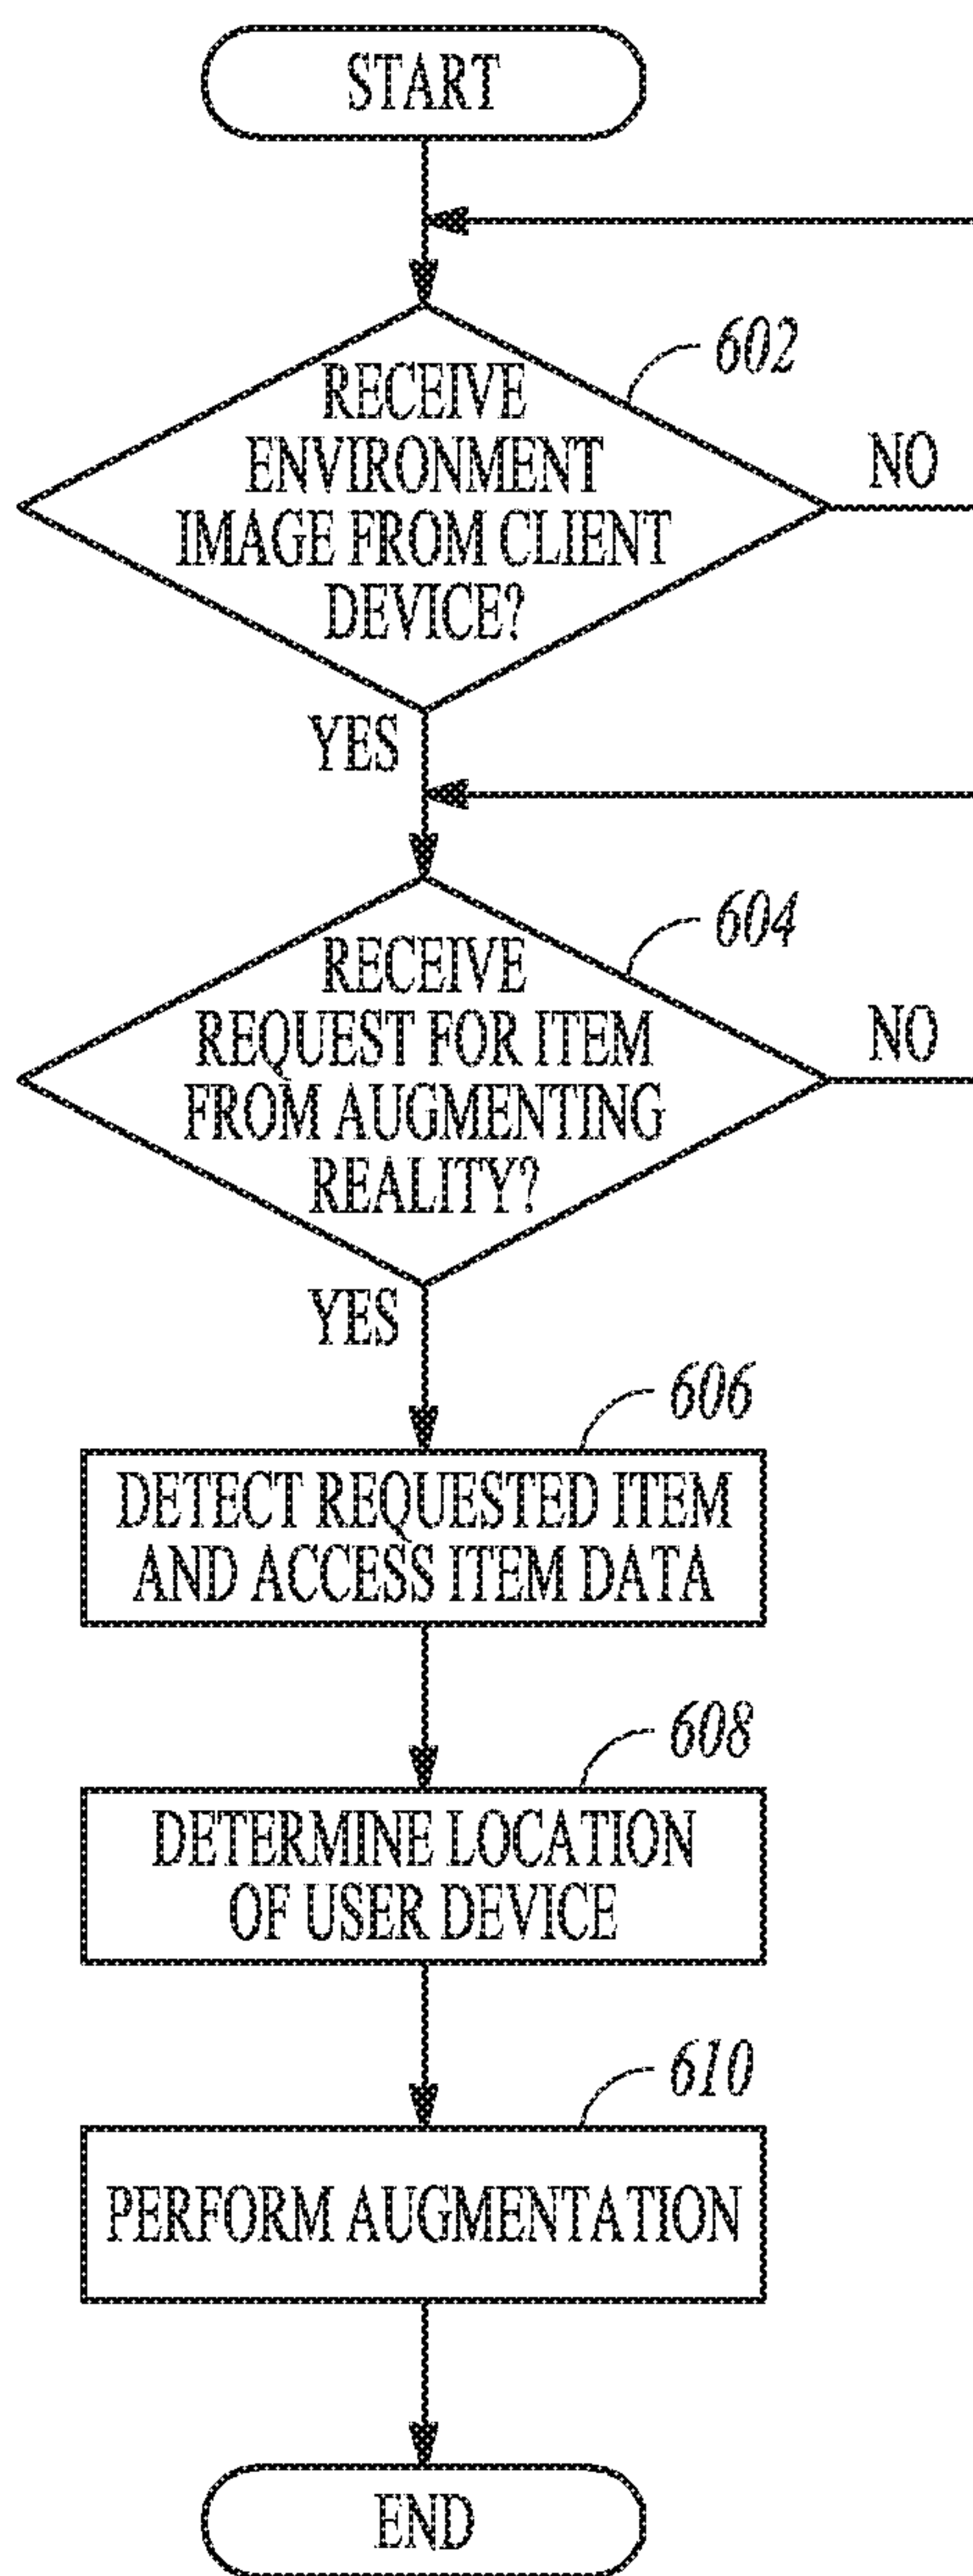 START
602
RECEIVE
ENVIRONMENT
IMAGE FROM CLIENT
DEVICE?
NO
YES
604
RECEIVE
REQUEST FOR ITEM
FROM AUGMENTING
REALITY?
NO
YES
606
DETECT REQUESTED ITEM
AND ACCESS ITEM DATA
608
DETERMINE LOCATION
OF USER DEVICE
610
PERFORM AUGMENTATION
END